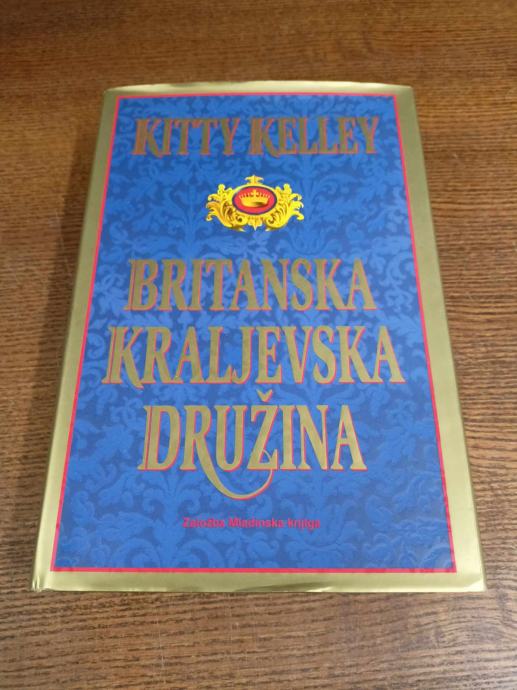 KITTY KELLEY
BRITANSKA
KRALJEVSKA
DRUŽINA
Založba Mladinska knjiga